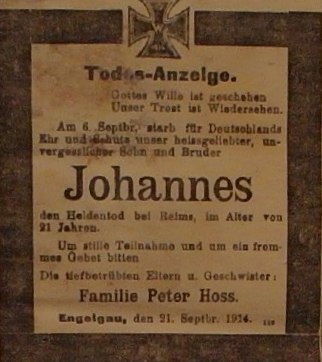 Todes-Anzeige.
Gottes Wille ist geschehen
Unser Trost ist Wiedersehen.
Am 6. Septbr. starb für Deutschlands
Ehr und Schutz unser heissgeliebter, un-
vergesslicher Sohn und Bruder
Johannes
den Heldentod bei Reims, im Alter von
21 Jahren.
Um stille Teilnahme und um ein from-
mes Gebet bitten
Die tiefbetrübten Eltern u. Geschwister:
Familie Peter Hoss.
Engelgau, den 21. Septbr. 1914.